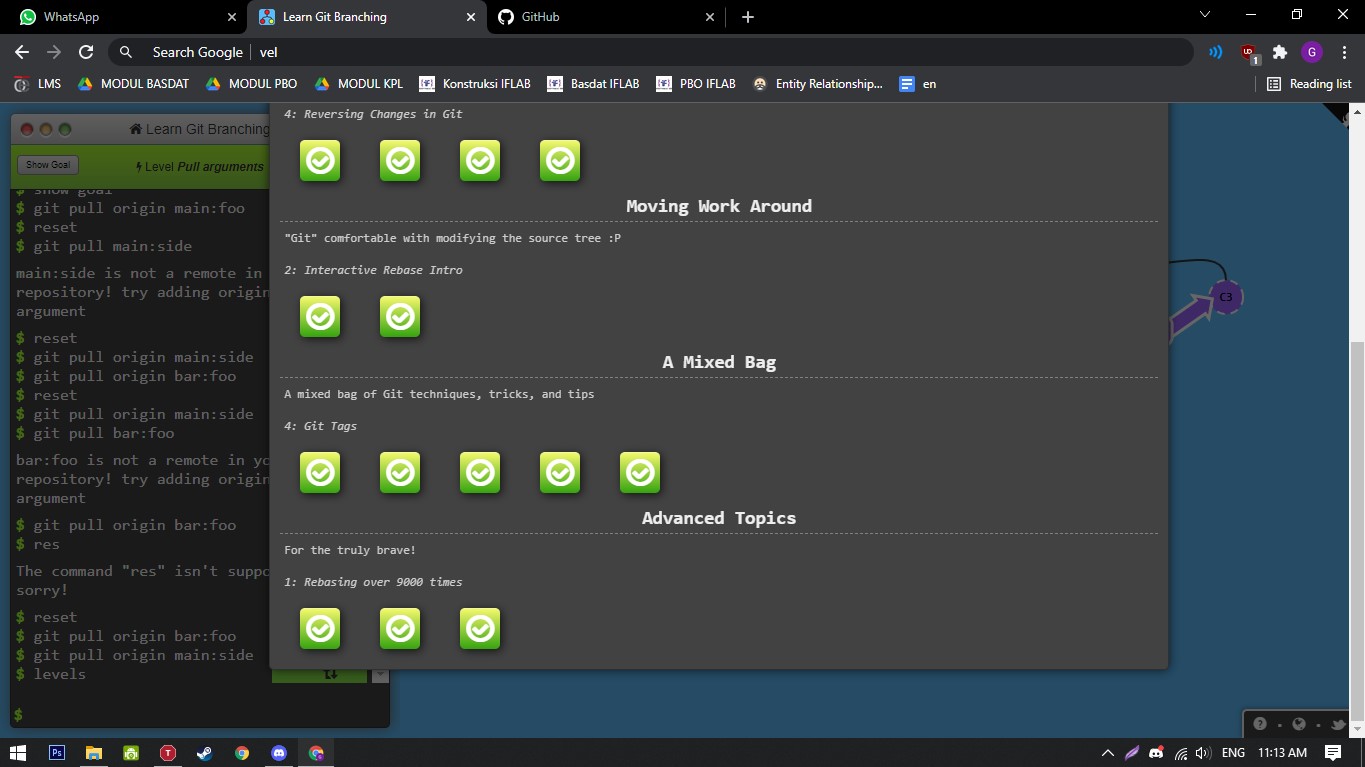 WhatsApp
Learn Git Branching
GitHub
Search Google
vel
G
1
LMS
MODUL BASDAT
MODUL PBO
MODUL KPL
Konstruksi IFLAB
Basdat IFLAB
PBO IFLAB
Entity Relationship...
en
Reading list
Learn Git Branching
Show Goal
Level Pull arguments
$ show goal
$ git pull origin main:foo
$ reset
$ git pull main:side
main:side is not a remote in
repository! try adding origin
argument
$ reset
$ git pull origin main:side
$ git pull origin bar:foo
$ reset
$ git pull origin main:side
$ git pull bar:foo
bar:foo is not a remote in yo
repository! try adding origin
argument
$ git pull origin bar:foo
$ res
The command "res" isn't suppo
sorry!
$ reset
$ git pull origin bar:foo
$ git pull origin main:side
$ levels
$
4: Reversing Changes in Git
Moving Work Around
"Git" comfortable with modifying the source tree :P
2: Interactive Rebase Intro
A Mixed Bag
A mixed bag of Git techniques, tricks, and tips
4: Git Tags
Advanced Topics
For the truly brave!
1: Rebasing over 9000 times
C3
Ps
T
ENG
11:13 AM